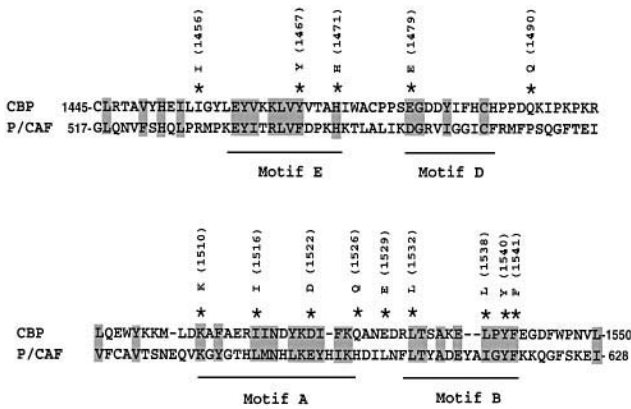 I (1456) Y (1467) H (1471) E (1479) Q (1490)
* * * * *
CBP 1445-CLRTAVYHEILIGYLEYVKKLVYVTAHIWACPPSEGDDYIFHCHPPDQKIPKPKR
P/CAF 517-GLQNVFSHQLPRMPKEYITRLVFDPKHKTLALIKDGRVIGGICFRMFPSQGFTEI
Motif E Motif D
K (1510) I (1516) D (1522) Q (1526) E (1529) L (1532) L (1538) Y (1540) F (1541)
* * * * * * * **
CBP LQEWYKKM-LDKAFAERIINDYKDI-FKQANEDRLTSAKE--LPYFEGDFWPNVL-1550
P/CAF VFCAVTSNEQVKGYGTHLMNHLKEYHIKHDILNFLTYADEYAIGYFKKQGFSKEI-628
Motif A Motif B